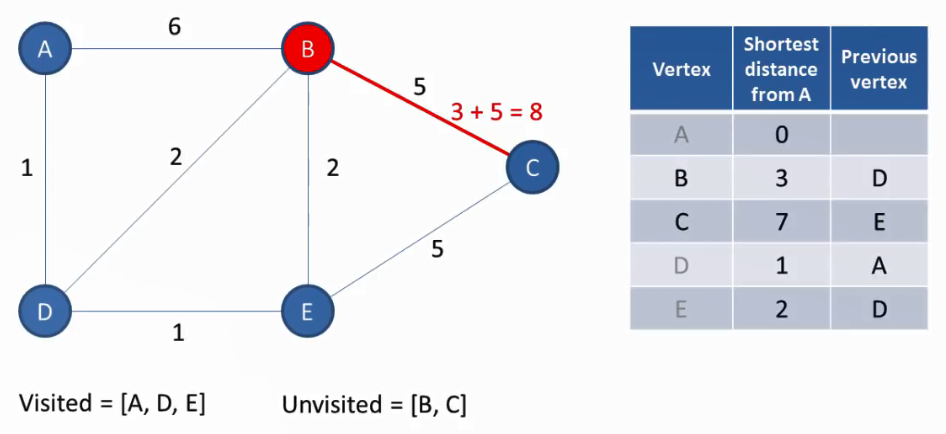 6
A
B
5
3 + 5 = 8
1
2
2
C
5
D
E
1
Visited = [A, D, E]
Unvisited = [B, C]
Vertex
Shortest
distance
from A
Previous
vertex
A 0
B 3 D
C 7 E
D 1 A
E 2 D